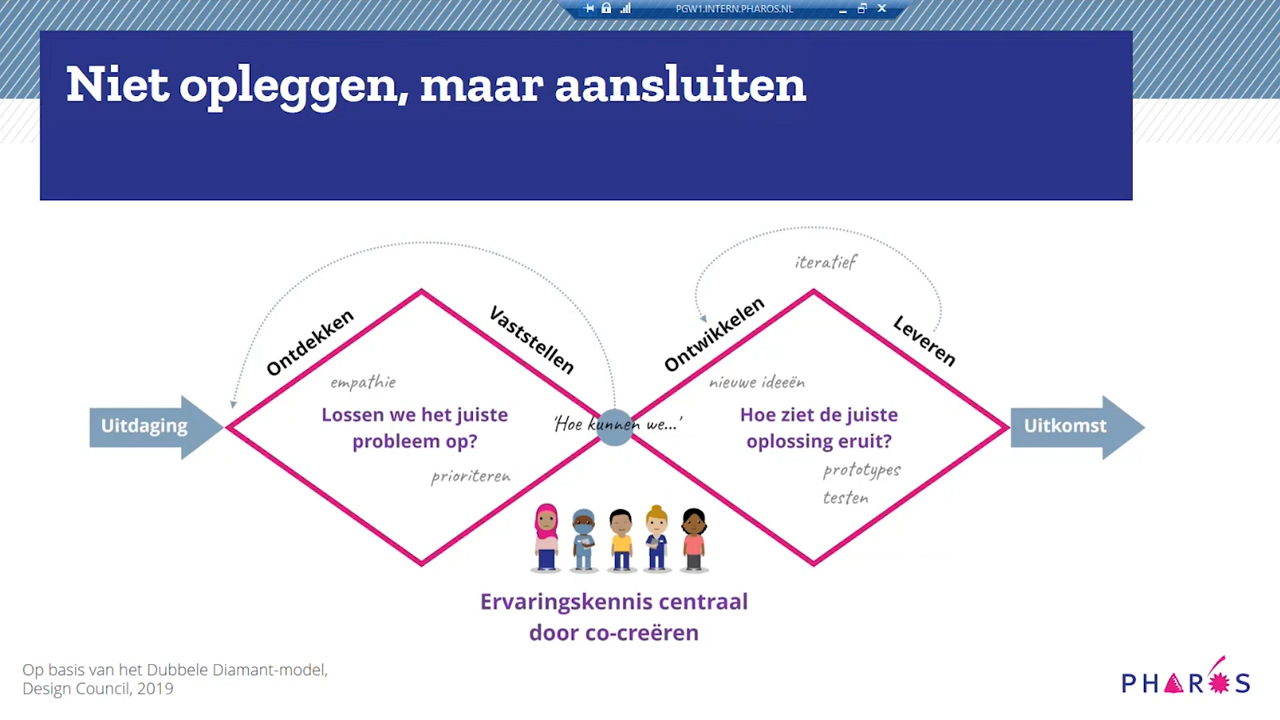 PGW1.INTERN.PHAROS.NL
Niet opleggen, maar aansluiten
iteratief
Ontdekken
Vaststellen
Ontwikkelen
Leveren
empathie
nieuwe ideeën
Uitdaging
Lossen we het juiste
probleem op?
'Hoe kunnen we...'
Hoe ziet de juiste
oplossing eruit?
Uitkomst
prioriteren
prototypes
testen
Ervaringskennis centraal
door co-creëren
Op basis van het Dubbele Diamant-model,
Design Council, 2019
PHAROS